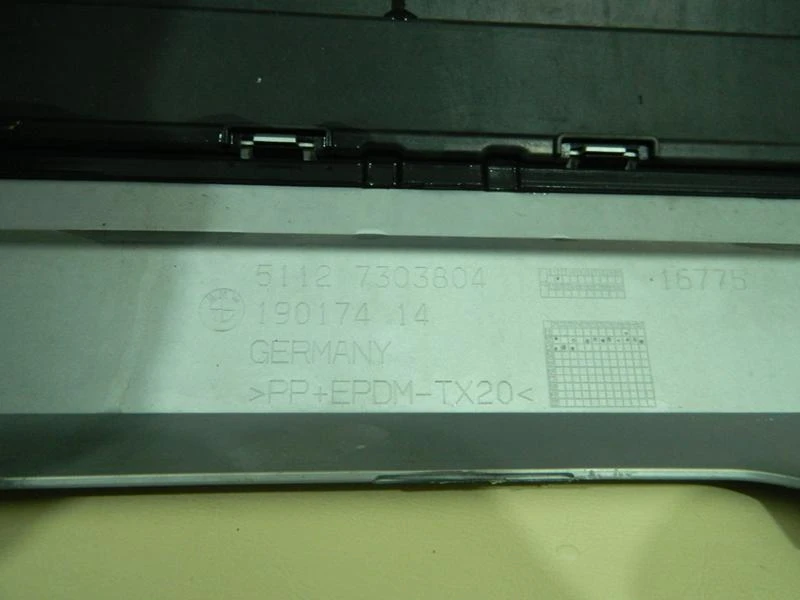 5112 7303804 16775
190174 14
GERMANY
>PP+EPDM-TX20<